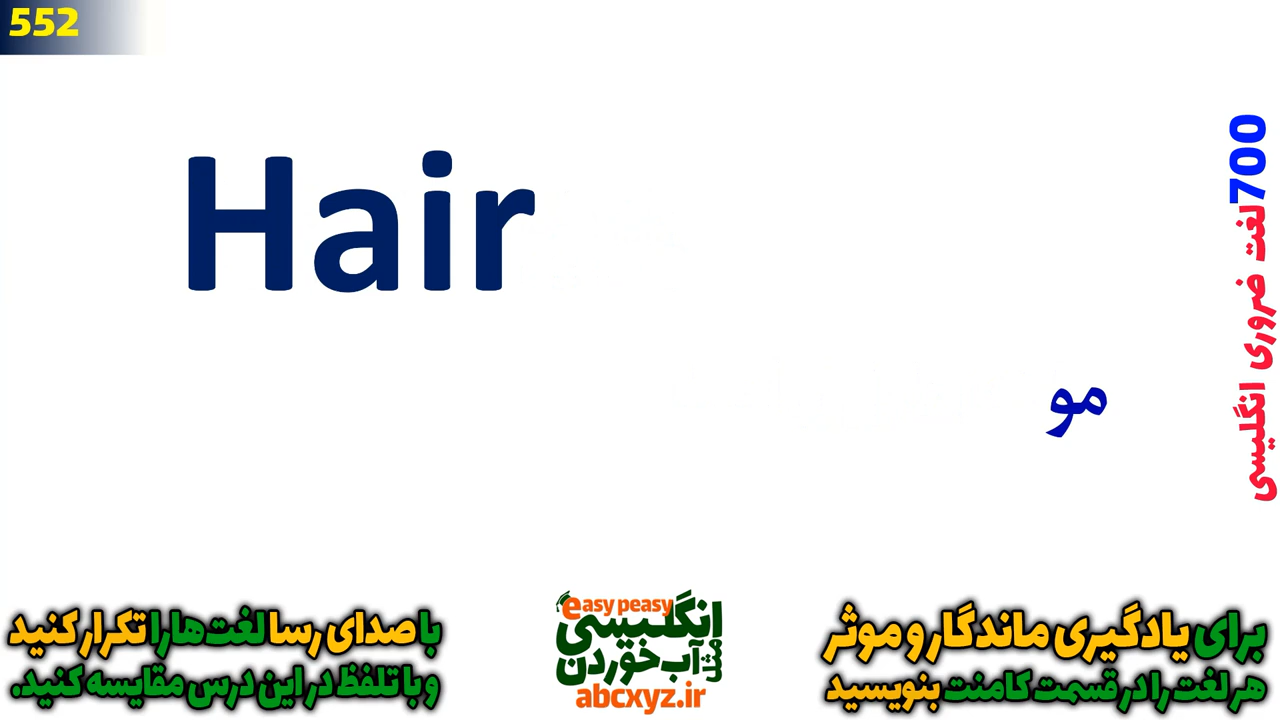 552
Hair
مو
700 لغت ضروری انگلیسی
با صدای رسا لغت‌ها را تکرار کنید
و با تلفظ در این درس مقایسه کنید.
easy peasy
انگلیسی
مثل آب خوردن
abcxyz.ir
برای یادگیری ماندگار و موثر
هر لغت را در قسمت کامنت بنویسید